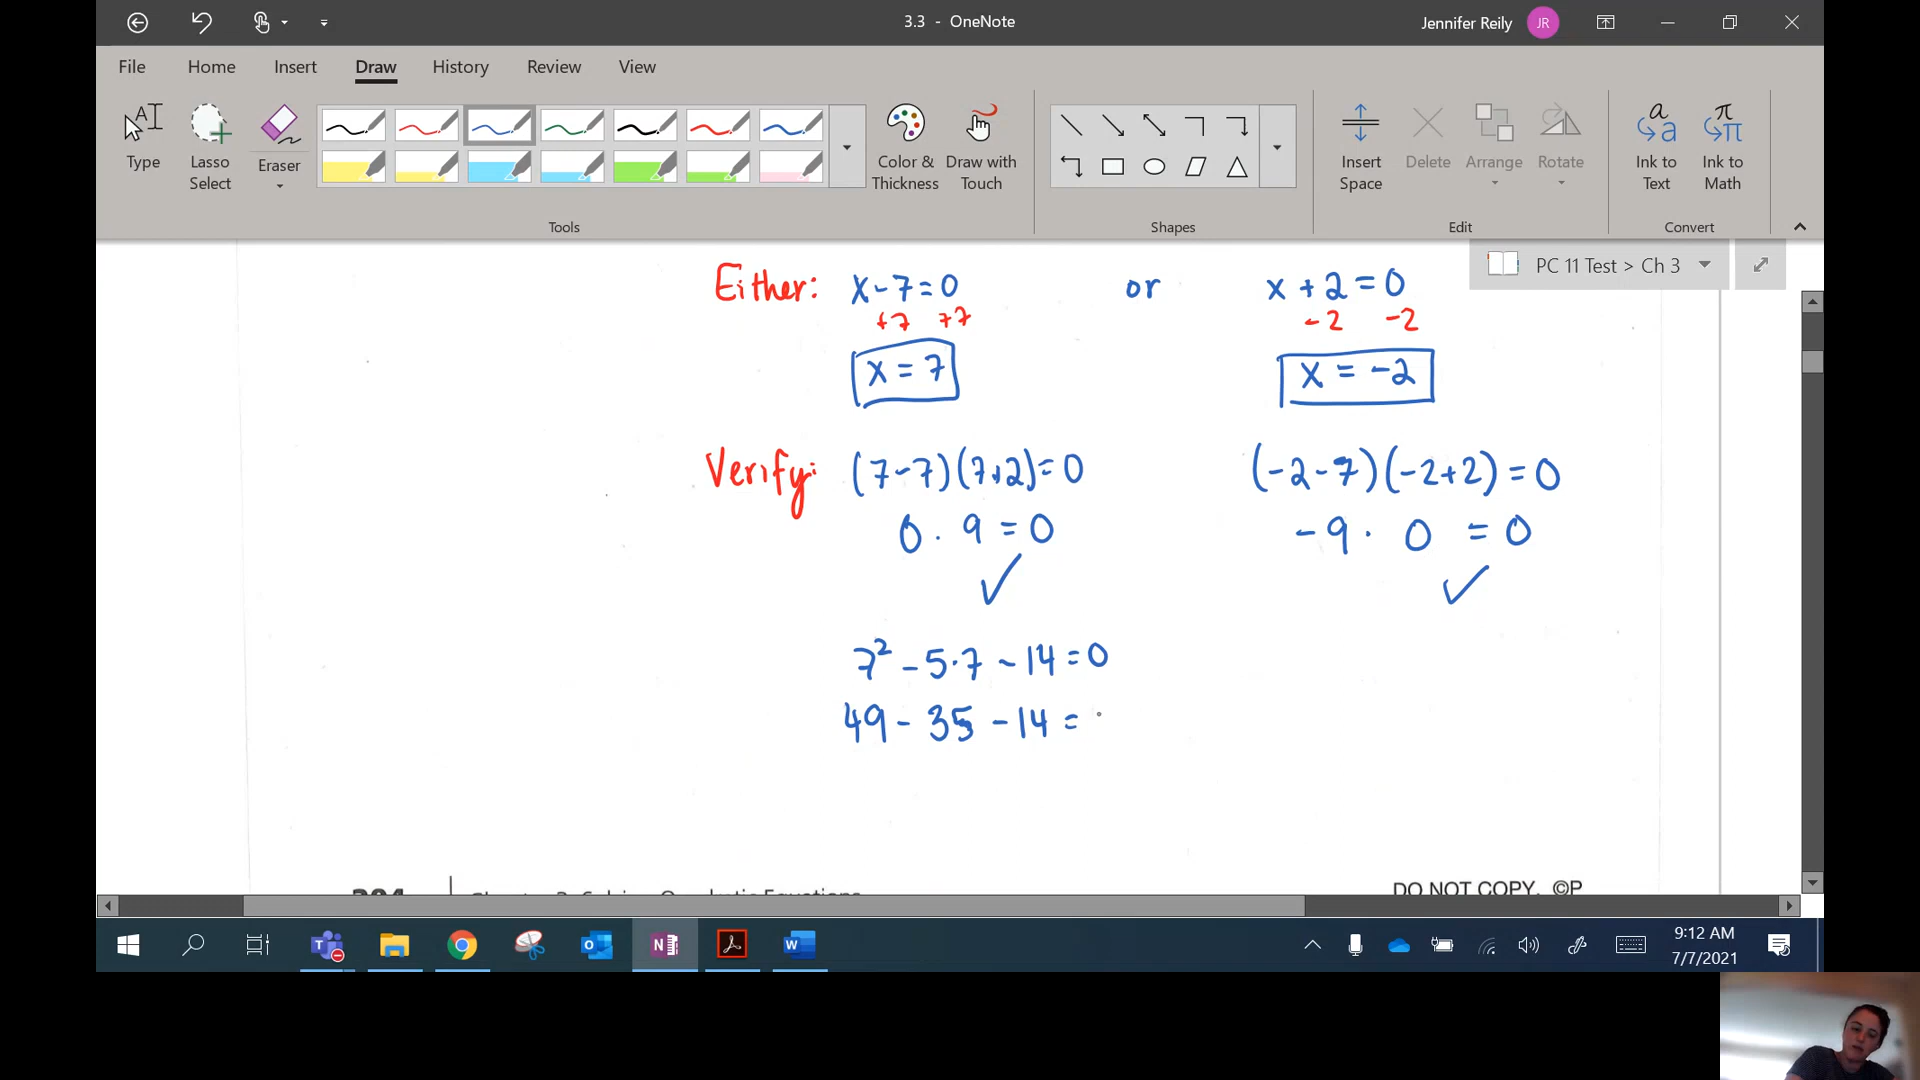 3.3 - OneNote
Jennifer Reily JR
File Home Insert Draw History Review View
Type Lasso Select Eraser Color & Thickness Draw with Touch Insert Space Delete Arrange Rotate Ink to Text Ink to Math
Tools Shapes Edit Convert
PC 11 Test > Ch 3
Either: x - 7 = 0 or x + 2 = 0
+7 +7 -2 -2
x = 7 x = -2
Verify: (7-7)(7+2) = 0 (-2-7)(-2+2) = 0
0 · 9 = 0 -9 · 0 = 0
✓ ✓
7² - 5·7 - 14 = 0
49 - 35 - 14 =
DO NOT COPY. ©P
9:12 AM
7/7/2021